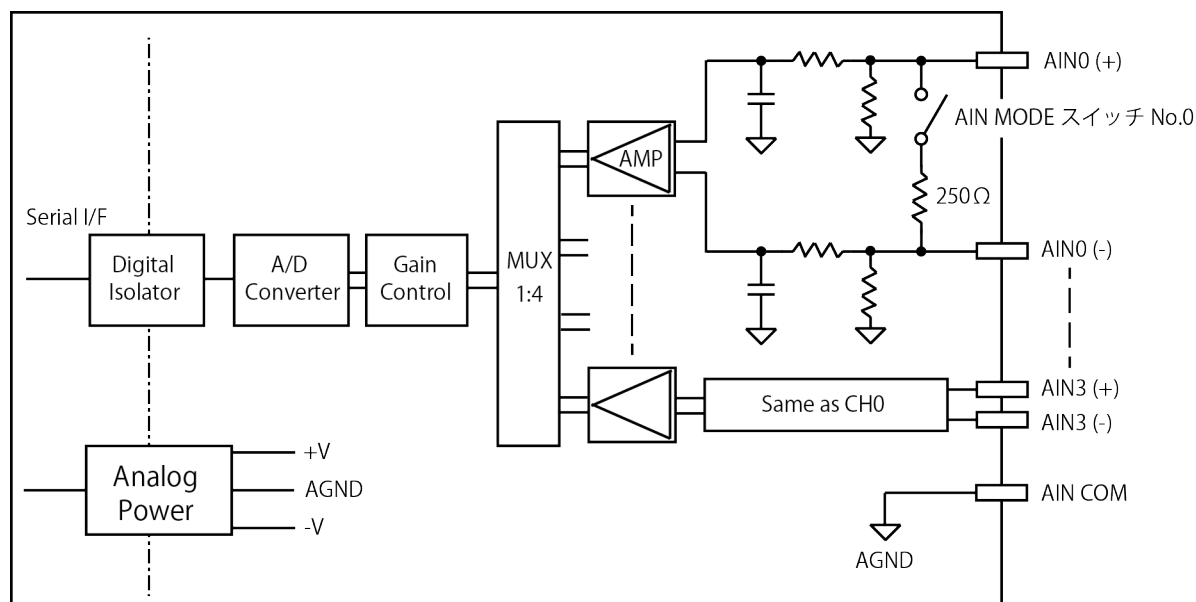 AIN0 (+)
AIN MODE スイッチ No.0
AMP
250Ω
Serial I/F
Digital
Isolator
A/D
Converter
Gain
Control
MUX
1:4
AIN0 (-)
Same as CH0
AIN3 (+)
AIN3 (-)
Analog
Power
+V
AGND
-V
AIN COM
AGND